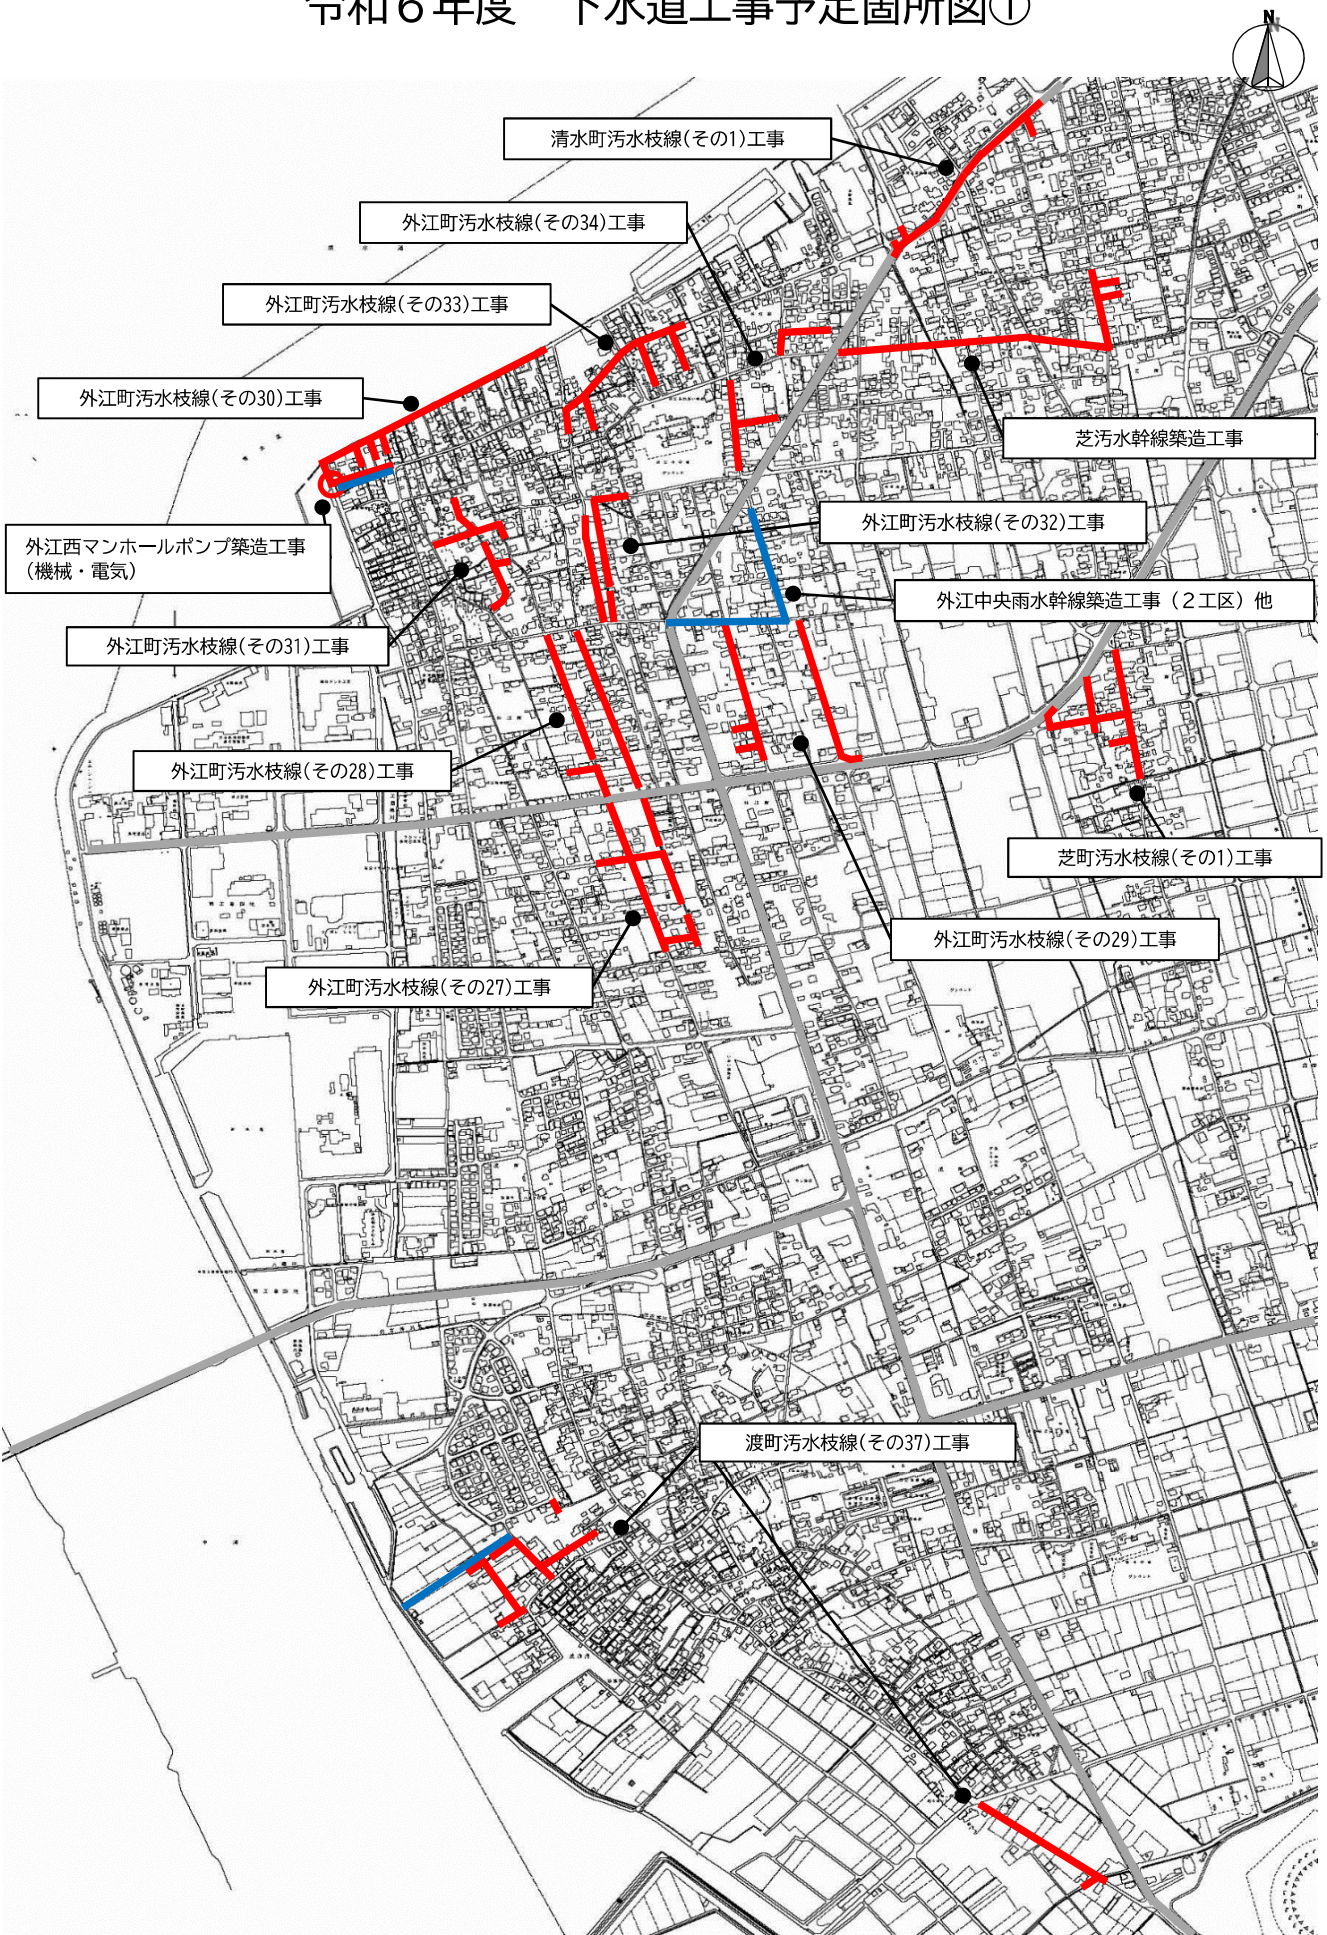 令和６年度　下水道工事予定箇所図①
N
清水町汚水枝線(その1)工事
外江町汚水枝線(その34)工事
外江町汚水枝線(その33)工事
外江町汚水枝線(その30)工事
芝汚水幹線築造工事
外江町汚水枝線(その32)工事
外江西マンホールポンプ築造工事
（機械・電気）
外江中央雨水幹線築造工事（２工区）他
外江町汚水枝線(その31)工事
外江町汚水枝線(その28)工事
芝町汚水枝線(その1)工事
外江町汚水枝線(その29)工事
外江町汚水枝線(その27)工事
渡町汚水枝線(その37)工事